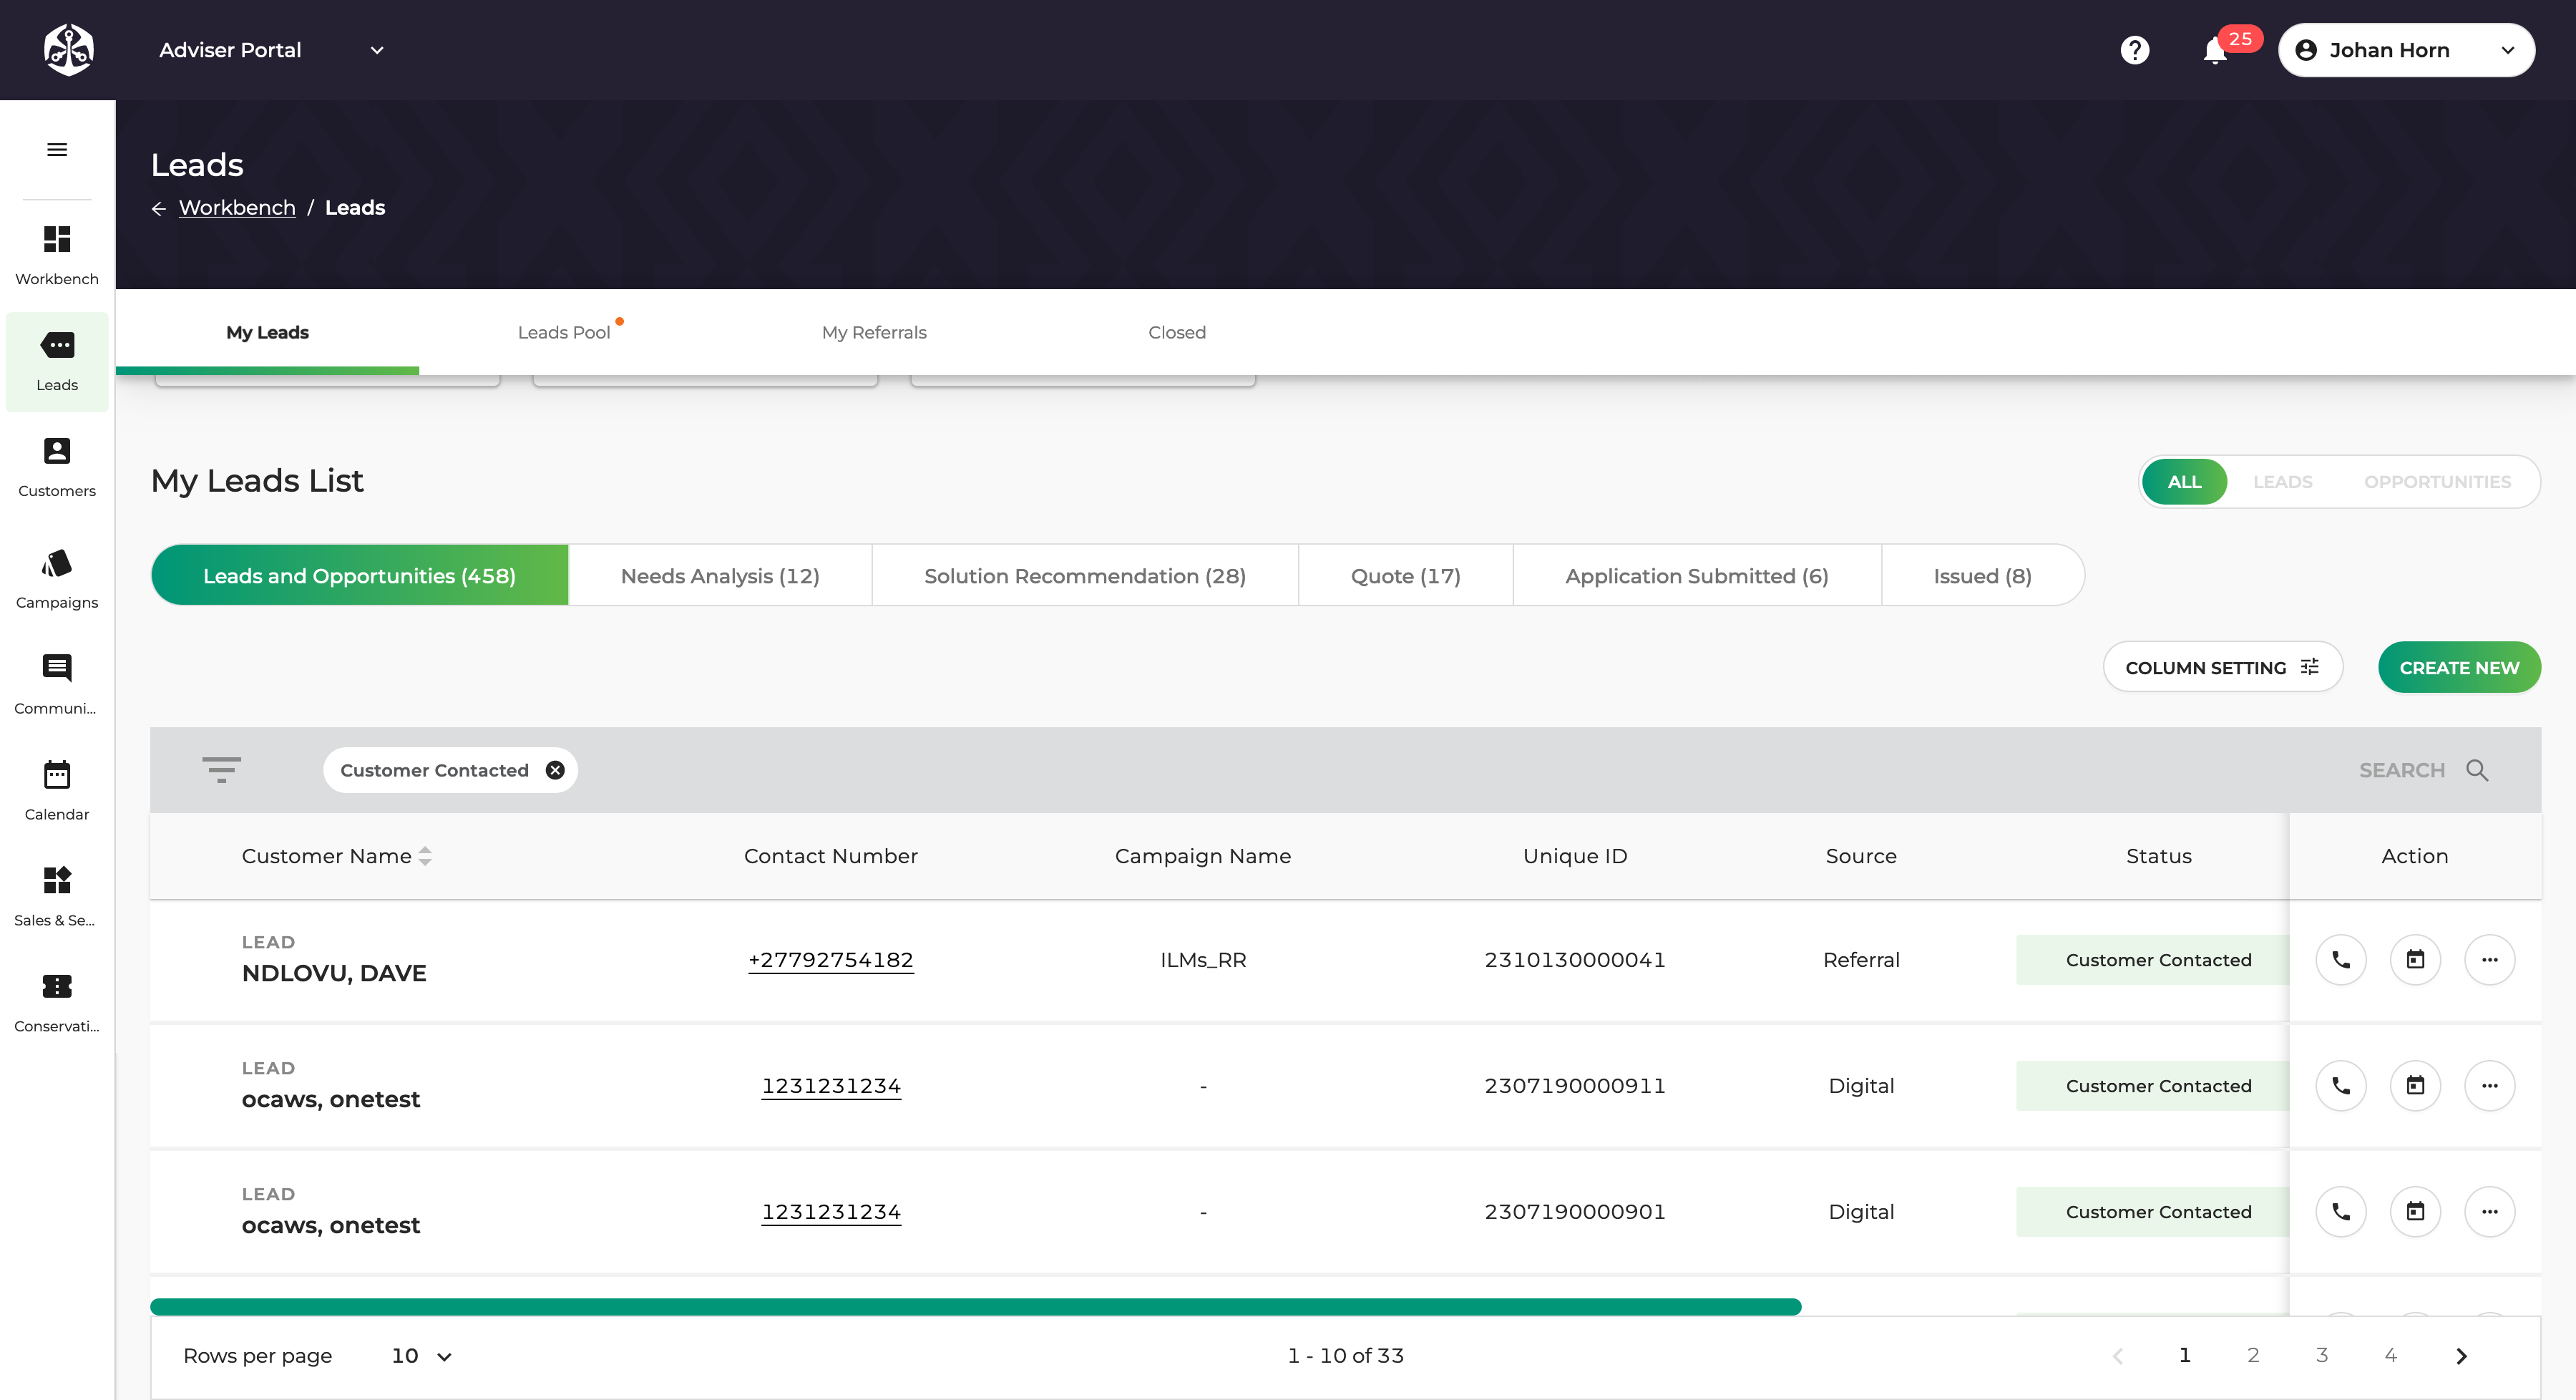 Adviser Portal
25
Johan Horn
Leads
Workbench / Leads
Workbench
Leads
Customers
Campaigns
Communi...
Calendar
Sales & Se...
Conservati...
My Leads
Leads Pool
My Referrals
Closed
My Leads List
ALL
LEADS
OPPORTUNITIES
Leads and Opportunities (458)
Needs Analysis (12)
Solution Recommendation (28)
Quote (17)
Application Submitted (6)
Issued (8)
COLUMN SETTING
CREATE NEW
Customer Contacted
SEARCH
Customer Name
Contact Number
Campaign Name
Unique ID
Source
Status
Action
LEAD
NDLOVU, DAVE
+27792754182
ILMs_RR
2310130000041
Referral
Customer Contacted
LEAD
ocaws, onetest
1231231234
-
2307190000911
Digital
Customer Contacted
LEAD
ocaws, onetest
1231231234
-
2307190000901
Digital
Customer Contacted
Rows per page
10
1 - 10 of 33
1
2
3
4